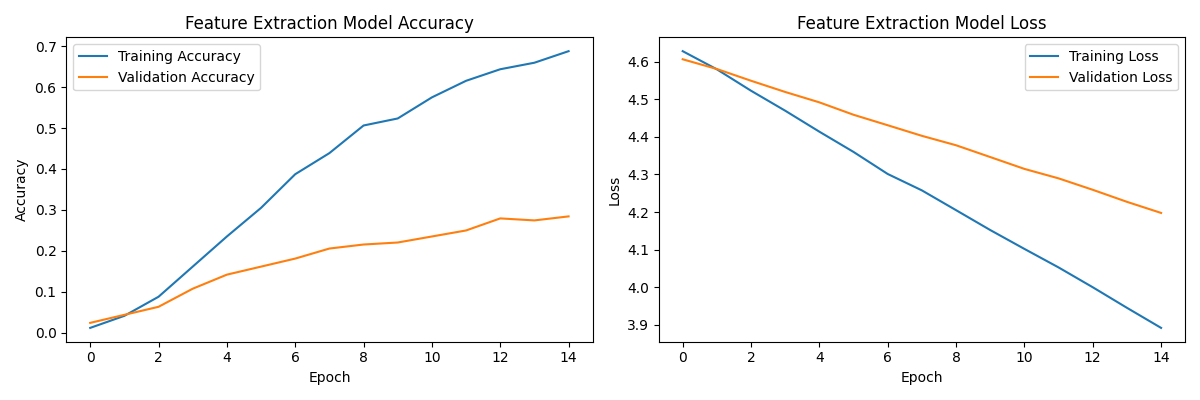 Feature Extraction Model Accuracy
Training Accuracy
Validation Accuracy
Accuracy
0.7
0.6
0.5
0.4
0.3
0.2
0.1
0.0
0 2 4 6 8 10 12 14
Epoch
Feature Extraction Model Loss
Training Loss
Validation Loss
Loss
4.6
4.5
4.4
4.3
4.2
4.1
4.0
3.9
0 2 4 6 8 10 12 14
Epoch